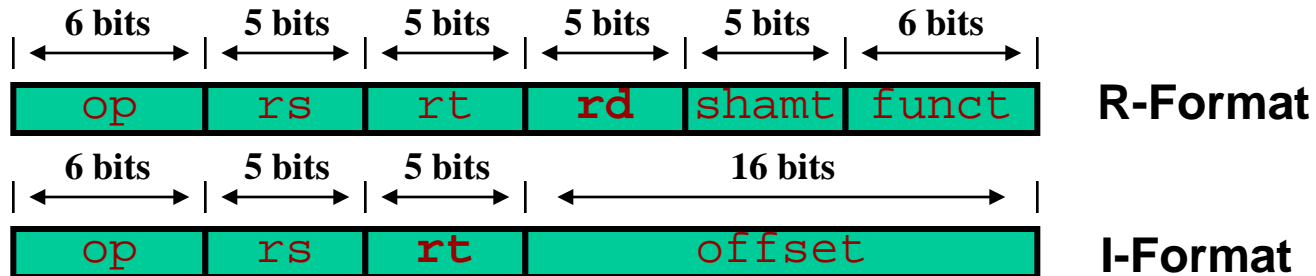 6 bits 5 bits 5 bits 5 bits 5 bits 6 bits
op rs rt rd shamt funct R-Format
6 bits 5 bits 5 bits 16 bits
op rs rt offset I-Format